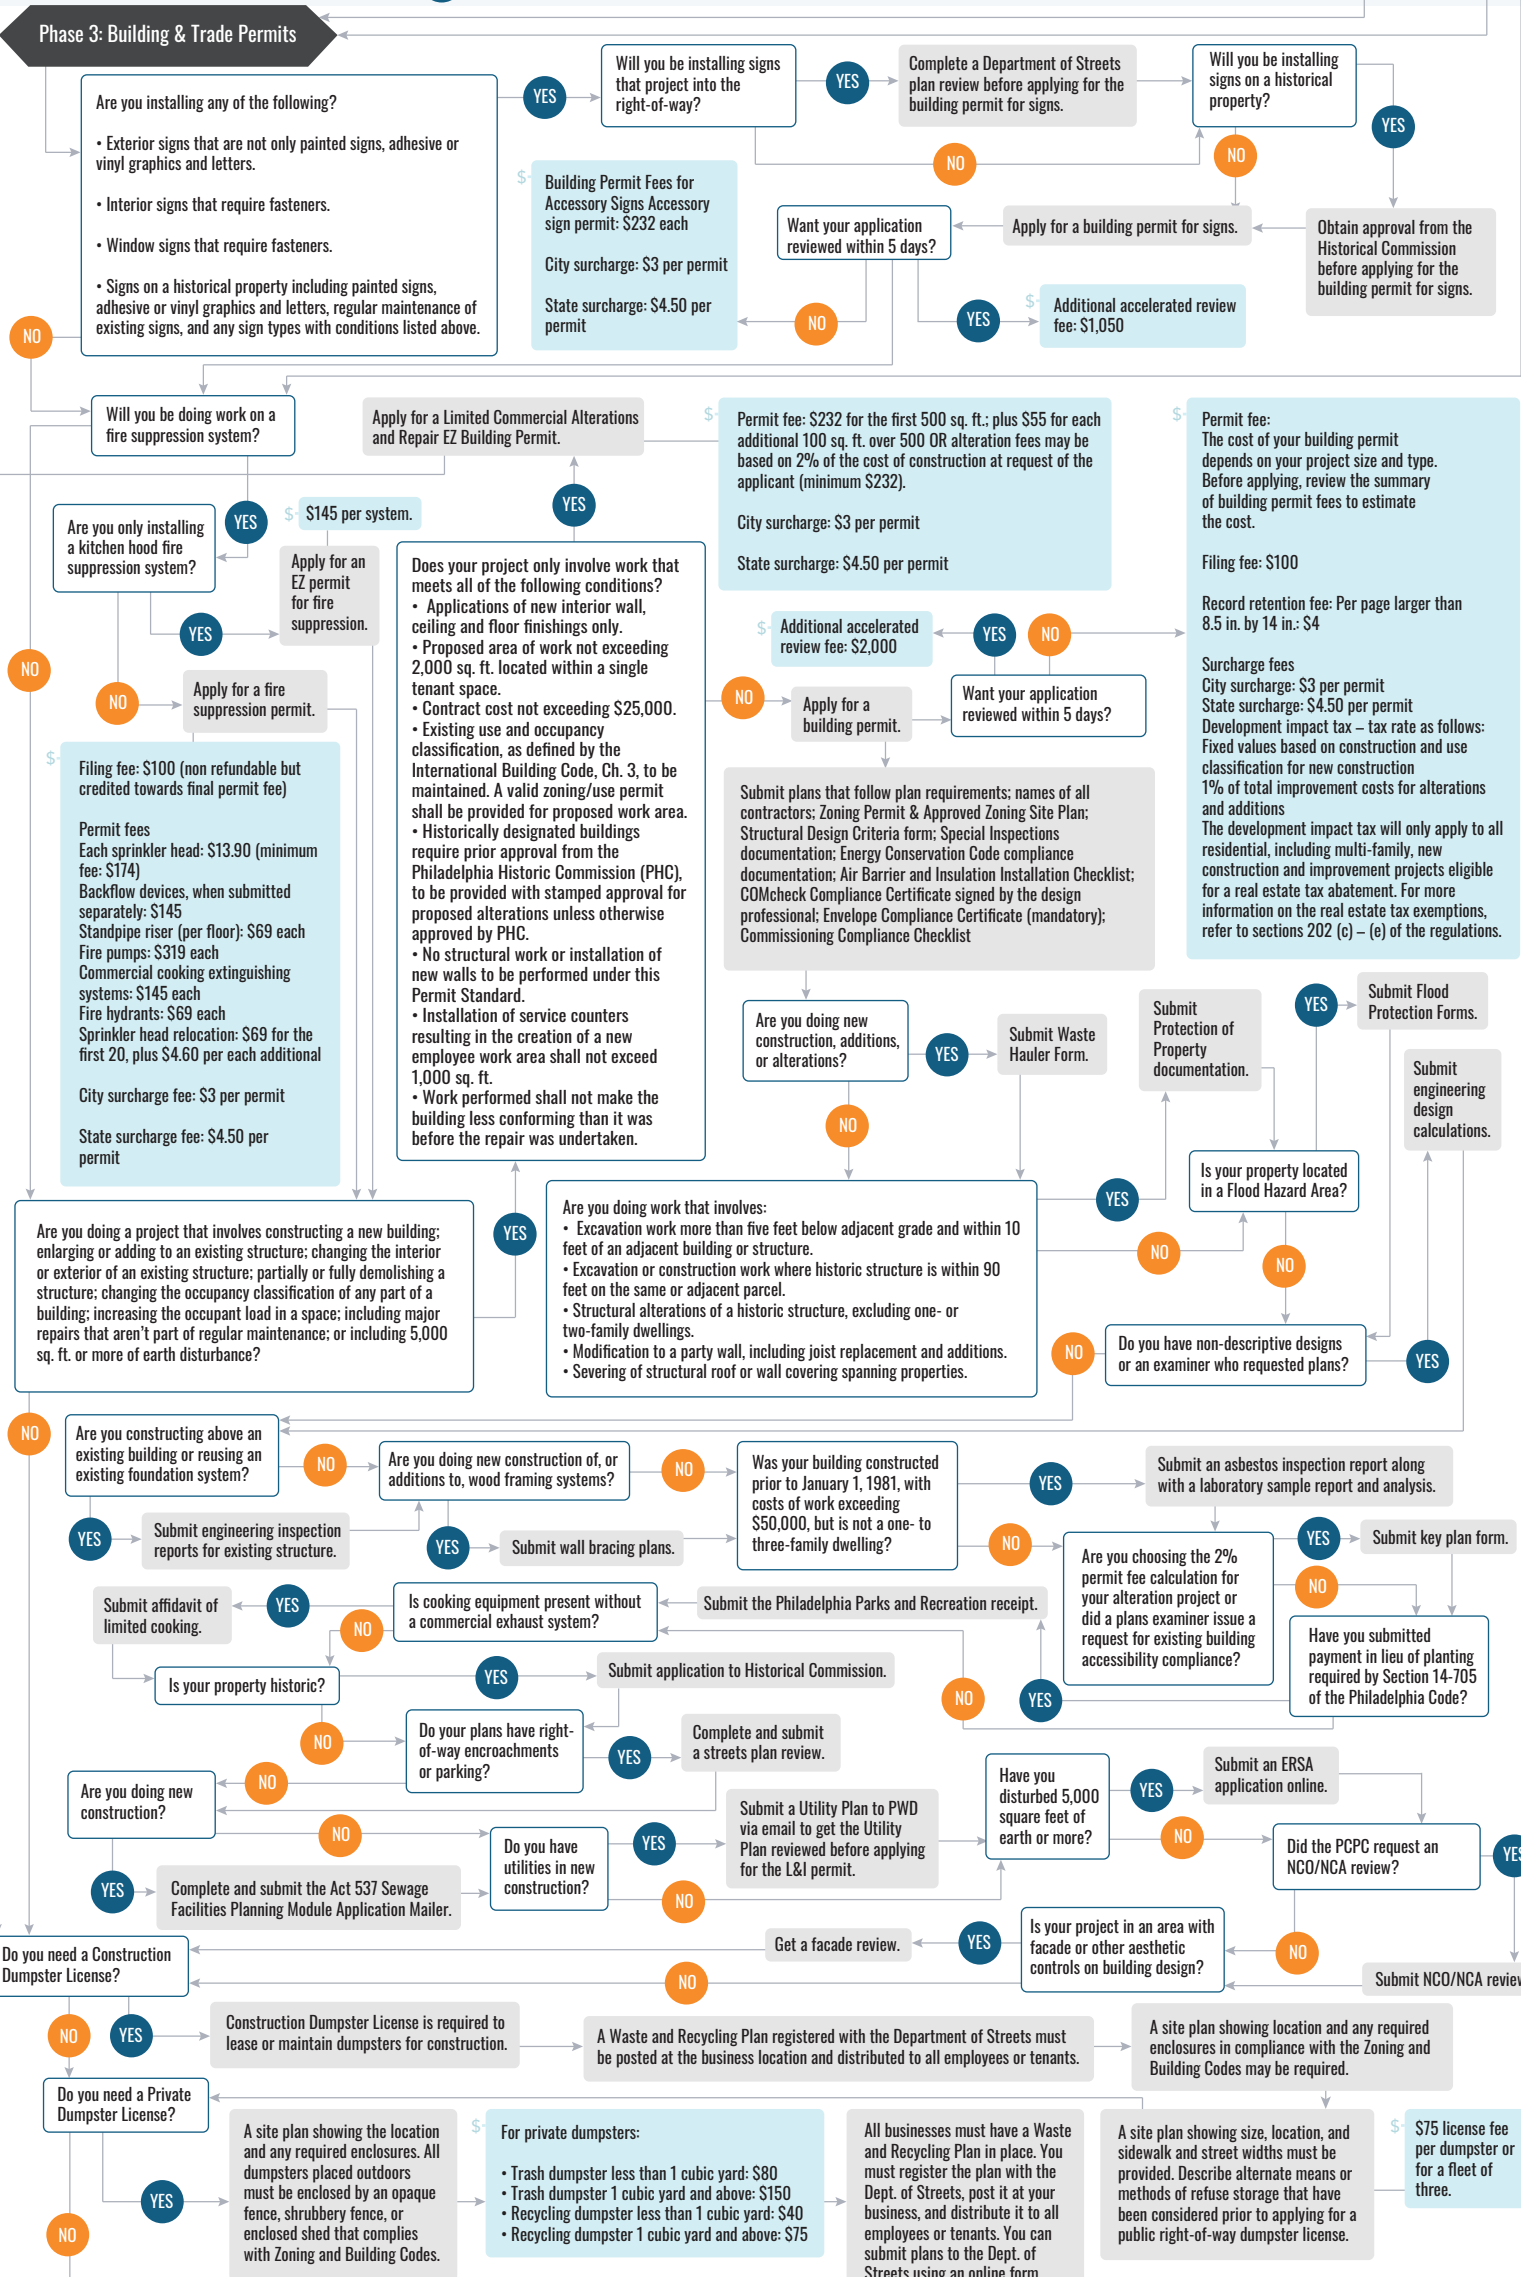 Phase 3: Building & Trade Permits
Are you installing any of the following?
• Exterior signs that are not only painted signs, adhesive or
vinyl graphics and letters.
• Interior signs that require fasteners.
• Window signs that require fasteners.
• Signs on a historical property including painted signs,
adhesive or vinyl graphics and letters, regular maintenance of
existing signs, and any sign types with conditions listed above.
YES
Will you be installing signs
that project into the
right-of-way?
YES
Complete a Department of Streets
plan review before applying for the
building permit for signs.
Will you be installing
signs on a historical
property?
YES
NO
NO
$
Building Permit Fees for
Accessory Signs Accessory
sign permit: $232 each
City surcharge: $3 per permit
State surcharge: $4.50 per
permit
Want your application
reviewed within 5 days?
Apply for a building permit for signs.
Obtain approval from the
Historical Commission
before applying for the
building permit for signs.
NO
YES
$
Additional accelerated review
fee: $1,050
NO
Will you be doing work on a
fire suppression system?
Apply for a Limited Commercial Alterations
and Repair EZ Building Permit.
$
Permit fee: $232 for the first 500 sq. ft.; plus $55 for each
additional 100 sq. ft. over 500 OR alteration fees may be
based on 2% of the cost of construction at request of the
applicant (minimum $232).
City surcharge: $3 per permit
State surcharge: $4.50 per permit
$
Permit fee:
The cost of your building permit
depends on your project size and type.
Before applying, review the summary
of building permit fees to estimate
the cost.
Filing fee: $100
Record retention fee: Per page larger than
8.5 in. by 14 in.: $4
Surcharge fees
City surcharge: $3 per permit
State surcharge: $4.50 per permit
Development impact tax – tax rate as follows:
Fixed values based on construction and use
classification for new construction
1% of total improvement costs for alterations
and additions
The development impact tax will only apply to all
residential, including multi-family, new
construction and improvement projects eligible
for a real estate tax abatement. For more
information on the real estate tax exemptions,
refer to sections 202 (c) – (e) of the regulations.
Are you only installing
a kitchen hood fire
suppression system?
YES
$
$145 per system.
Apply for an
EZ permit
for fire
suppression.
YES
YES
NO
NO
Apply for a fire
suppression permit.
$
Filing fee: $100 (non refundable but
credited towards final permit fee)
Permit fees
Each sprinkler head: $13.90 (minimum
fee: $174)
Backflow devices, when submitted
separately: $145
Standpipe riser (per floor): $69 each
Fire pumps: $319 each
Commercial cooking extinguishing
systems: $145 each
Fire hydrants: $69 each
Sprinkler head relocation: $69 for the
first 20, plus $4.60 per each additional
City surcharge fee: $3 per permit
State surcharge fee: $4.50 per
permit
Does your project only involve work that
meets all of the following conditions?
• Applications of new interior wall,
ceiling and floor finishings only.
• Proposed area of work not exceeding
2,000 sq. ft. located within a single
tenant space.
• Contract cost not exceeding $25,000.
• Existing use and occupancy
classification, as defined by the
International Building Code, Ch. 3, to be
maintained. A valid zoning/use permit
shall be provided for proposed work area.
• Historically designated buildings
require prior approval from the
Philadelphia Historic Commission (PHC),
to be provided with stamped approval for
proposed alterations unless otherwise
approved by PHC.
• No structural work or installation of
new walls to be performed under this
Permit Standard.
• Installation of service counters
resulting in the creation of a new
employee work area shall not exceed
1,000 sq. ft.
• Work performed shall not make the
building less conforming than it was
before the repair was undertaken.
$
Additional accelerated
review fee: $2,000
YES
NO
NO
Apply for a
building permit.
Want your application
reviewed within 5 days?
Submit plans that follow plan requirements; names of all
contractors; Zoning Permit & Approved Zoning Site Plan;
Structural Design Criteria form; Special Inspections
documentation; Energy Conservation Code compliance
documentation; Air Barrier and Insulation Installation Checklist;
COMcheck Compliance Certificate signed by the design
professional; Envelope Compliance Certificate (mandatory);
Commissioning Compliance Checklist
Are you doing new
construction, additions,
or alterations?
YES
Submit Waste
Hauler Form.
NO
Submit
Protection of
Property
documentation.
YES
Submit Flood
Protection Forms.
Submit
engineering
design
calculations.
Is your property located
in a Flood Hazard Area?
YES
Are you doing a project that involves constructing a new building;
enlarging or adding to an existing structure; changing the interior
or exterior of an existing structure; partially or fully demolishing a
structure; changing the occupancy classification of any part of a
building; increasing the occupant load in a space; including major
repairs that aren't part of regular maintenance; or including 5,000
sq. ft. or more of earth disturbance?
YES
Are you doing work that involves:
• Excavation work more than five feet below adjacent grade and within 10
feet of an adjacent building or structure.
• Excavation or construction work where historic structure is within 90
feet on the same or adjacent parcel.
• Structural alterations of a historic structure, excluding one- or
two-family dwellings.
• Modification to a party wall, including joist replacement and additions.
• Severing of structural roof or wall covering spanning properties.
NO
NO
NO
Do you have non-descriptive designs
or an examiner who requested plans?
YES
NO
Are you constructing above an
existing building or reusing an
existing foundation system?
NO
Are you doing new construction of, or
additions to, wood framing systems?
NO
Was your building constructed
prior to January 1, 1981, with
costs of work exceeding
$50,000, but is not a one- to
three-family dwelling?
YES
Submit an asbestos inspection report along
with a laboratory sample report and analysis.
YES
Submit engineering inspection
reports for existing structure.
YES
Submit wall bracing plans.
NO
Are you choosing the 2%
permit fee calculation for
your alteration project or
did a plans examiner issue a
request for existing building
accessibility compliance?
YES
Submit key plan form.
NO
Submit affidavit of
limited cooking.
YES
Is cooking equipment present without
a commercial exhaust system?
Submit the Philadelphia Parks and Recreation receipt.
Have you submitted
payment in lieu of planting
required by Section 14-705
of the Philadelphia Code?
NO
Is your property historic?
YES
Submit application to Historical Commission.
NO
YES
NO
Do your plans have right-
of-way encroachments
or parking?
YES
Complete and submit
a streets plan review.
NO
Are you doing new
construction?
NO
Do you have
utilities in new
construction?
YES
Submit a Utility Plan to PWD
via email to get the Utility
Plan reviewed before applying
for the L&I permit.
Have you
disturbed 5,000
square feet of
earth or more?
YES
Submit an ERSA
application online.
NO
Did the PCPC request an
NCO/NCA review?
YES
YES
Complete and submit the Act 537 Sewage
Facilities Planning Module Application Mailer.
NO
Is your project in an area with
facade or other aesthetic
controls on building design?
NO
YES
Get a facade review.
Do you need a Construction
Dumpster License?
NO
Submit NCO/NCA review
NO
YES
Construction Dumpster License is required to
lease or maintain dumpsters for construction.
A Waste and Recycling Plan registered with the Department of Streets must
be posted at the business location and distributed to all employees or tenants.
A site plan showing location and any required
enclosures in compliance with the Zoning and
Building Codes may be required.
Do you need a Private
Dumpster License?
YES
NO
A site plan showing the location
and any required enclosures. All
dumpsters placed outdoors
must be enclosed by an opaque
fence, shrubbery fence, or
enclosed shed that complies
with Zoning and Building Codes.
$
For private dumpsters:
• Trash dumpster less than 1 cubic yard: $80
• Trash dumpster 1 cubic yard and above: $150
• Recycling dumpster less than 1 cubic yard: $40
• Recycling dumpster 1 cubic yard and above: $75
All businesses must have a Waste
and Recycling Plan in place. You
must register the plan with the
Dept. of Streets, post it at your
business, and distribute it to all
employees or tenants. You can
submit plans to the Dept. of
Streets using an online form
A site plan showing size, location, and
sidewalk and street widths must be
provided. Describe alternate means or
methods of refuse storage that have
been considered prior to applying for a
public right-of-way dumpster license.
$
$75 license fee
per dumpster or
for a fleet of
three.